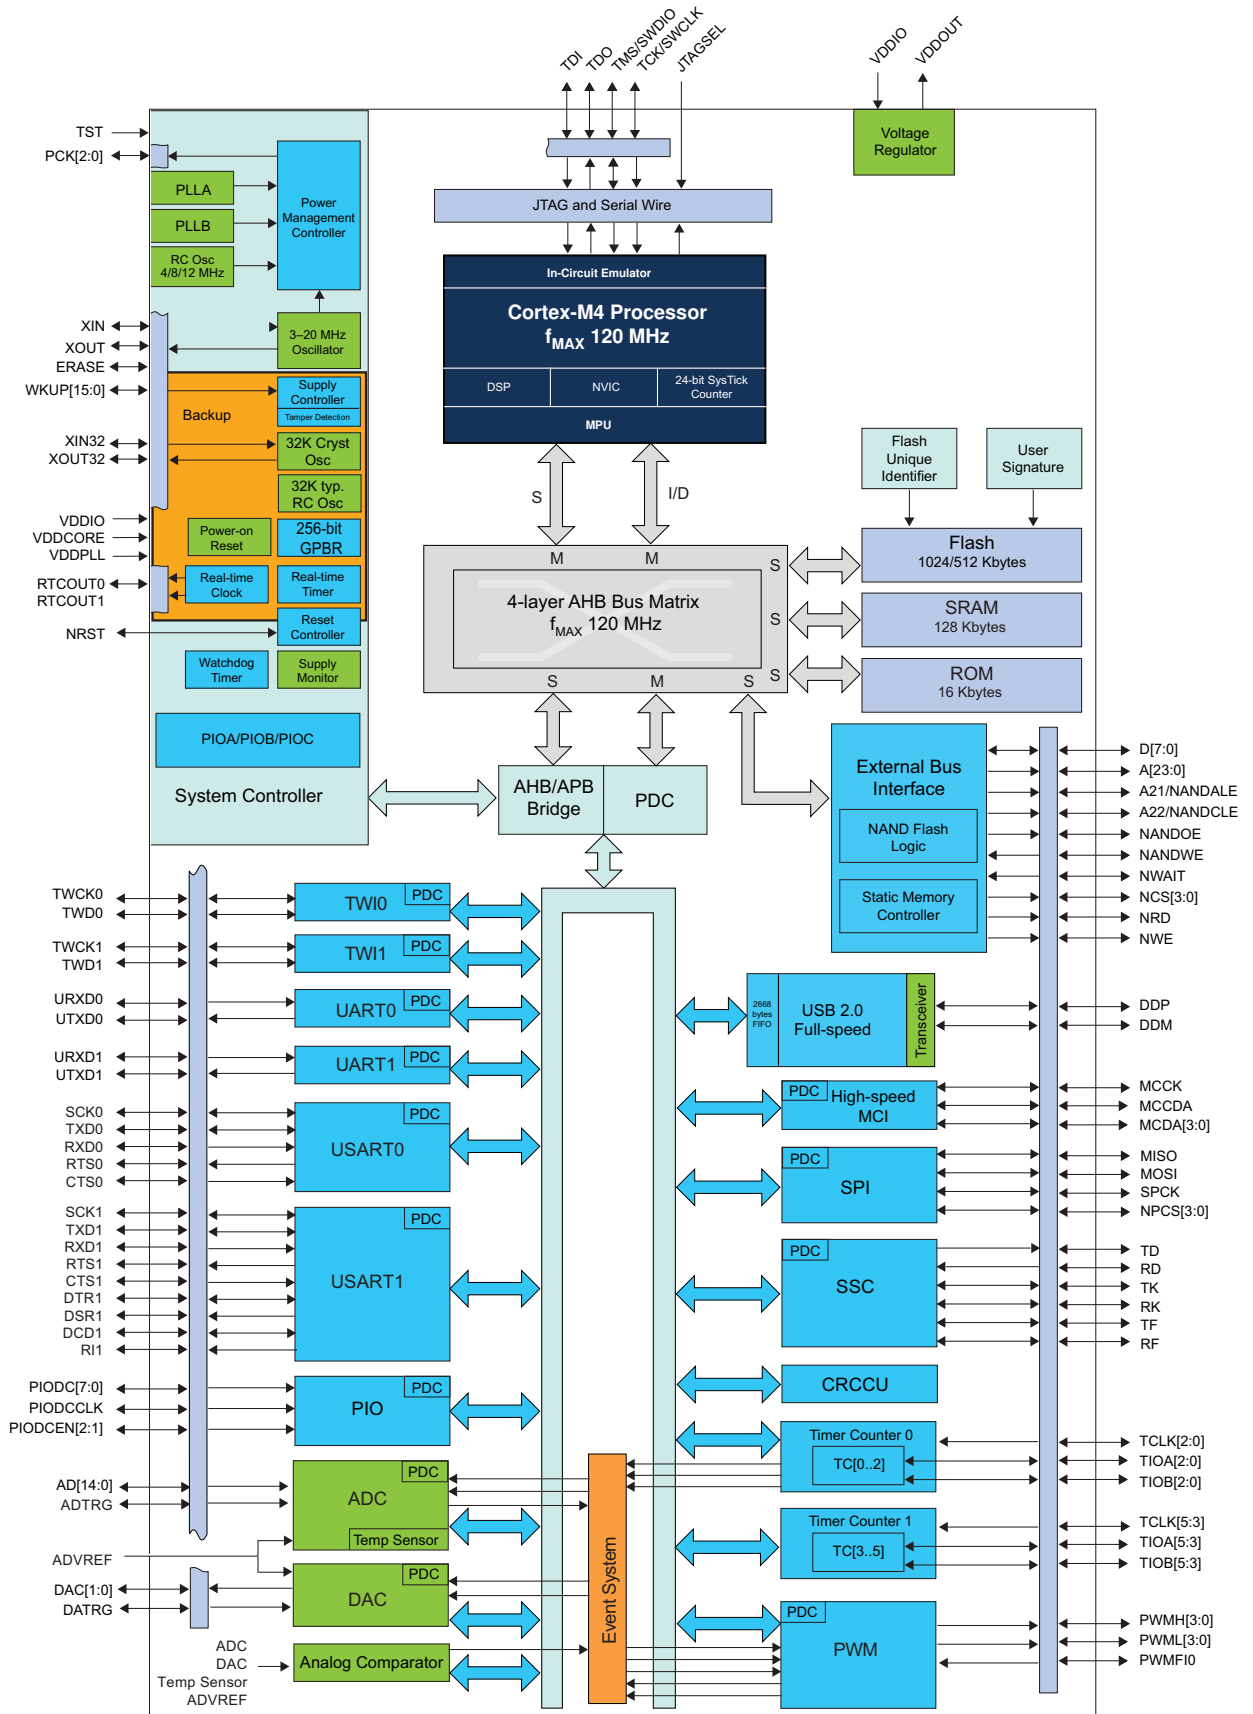 TDI
TDO
TMS/SWDIO
TCK/SWCLK
JTAGSEL
VDDIO
VDDOUT
TST
PCK[2:0]
PLLA
PLLB
RC Osc
4/8/12 MHz
Power
Management
Controller
Voltage
Regulator
JTAG and Serial Wire
In-Circuit Emulator
Cortex-M4 Processor
fMAX 120 MHz
DSP
NVIC
24-bit SysTick
Counter
MPU
XIN
XOUT
ERASE
WKUP[15:0]
XIN32
XOUT32
VDDIO
VDDCORE
VDDPLL
RTCOUT0
RTCOUT1
NRST
3–20 MHz
Oscillator
Backup
Supply
Controller
Tamper Detection
32K Cryst
Osc
32K typ.
RC Osc
Power-on
Reset
256-bit
GPBR
Real-time
Clock
Real-time
Timer
Reset
Controller
Watchdog
Timer
Supply
Monitor
PIOA/PIOB/PIOC
System Controller
S
I/D
M
M
S
S
S
S
M
S
4-layer AHB Bus Matrix
fMAX 120 MHz
Flash
Unique
Identifier
User
Signature
Flash
1024/512 Kbytes
SRAM
128 Kbytes
ROM
16 Kbytes
AHB/APB
Bridge
PDC
External Bus
Interface
NAND Flash
Logic
Static Memory
Controller
D[7:0]
A[23:0]
A21/NANDALE
A22/NANDCLE
NANDOE
NANDWE
NWAIT
NCS[3:0]
NRD
NWE
TWCK0
TWD0
PDC
TWI0
TWCK1
TWD1
PDC
TWI1
URXD0
UTXD0
PDC
UART0
URXD1
UTXD1
PDC
UART1
SCK0
TXD0
RXD0
RTS0
CTS0
PDC
USART0
SCK1
TXD1
RXD1
RTS1
CTS1
DTR1
DSR1
DCD1
RI1
PDC
USART1
PIODC[7:0]
PIODCCLK
PIODCEN[2:1]
PDC
PIO
AD[14:0]
ADTRG
PDC
ADC
Temp Sensor
ADVREF
DAC[1:0]
DATRG
PDC
DAC
ADC
DAC
Temp Sensor
ADVREF
Analog Comparator
Event System
2668
bytes
FIFO
USB 2.0
Full-speed
Transceiver
DDP
DDM
PDC
High-speed
MCI
MCCK
MCCDA
MCDA[3:0]
PDC
SPI
MISO
MOSI
SPCK
NPCS[3:0]
PDC
SSC
TD
RD
TK
RK
TF
RF
CRCCU
Timer Counter 0
TC[0..2]
TCLK[2:0]
TIOA[2:0]
TIOB[2:0]
Timer Counter 1
TC[3..5]
TCLK[5:3]
TIOA[5:3]
TIOB[5:3]
PDC
PWM
PWMH[3:0]
PWML[3:0]
PWMFI0